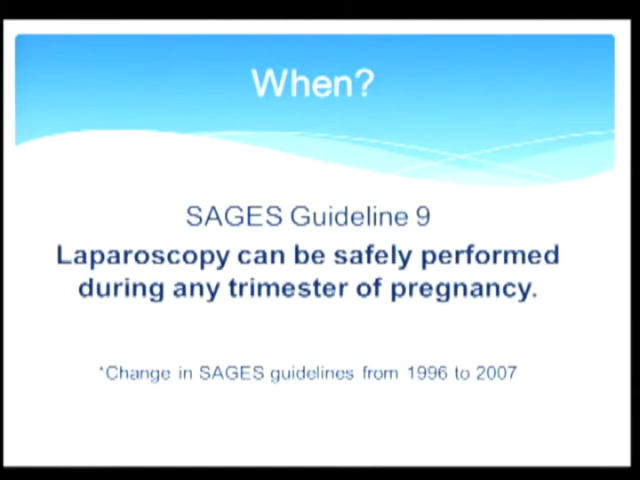 When?
SAGES Guideline 9
Laparoscopy can be safely performed
during any trimester of pregnancy.
*Change in SAGES guidelines from 1996 to 2007